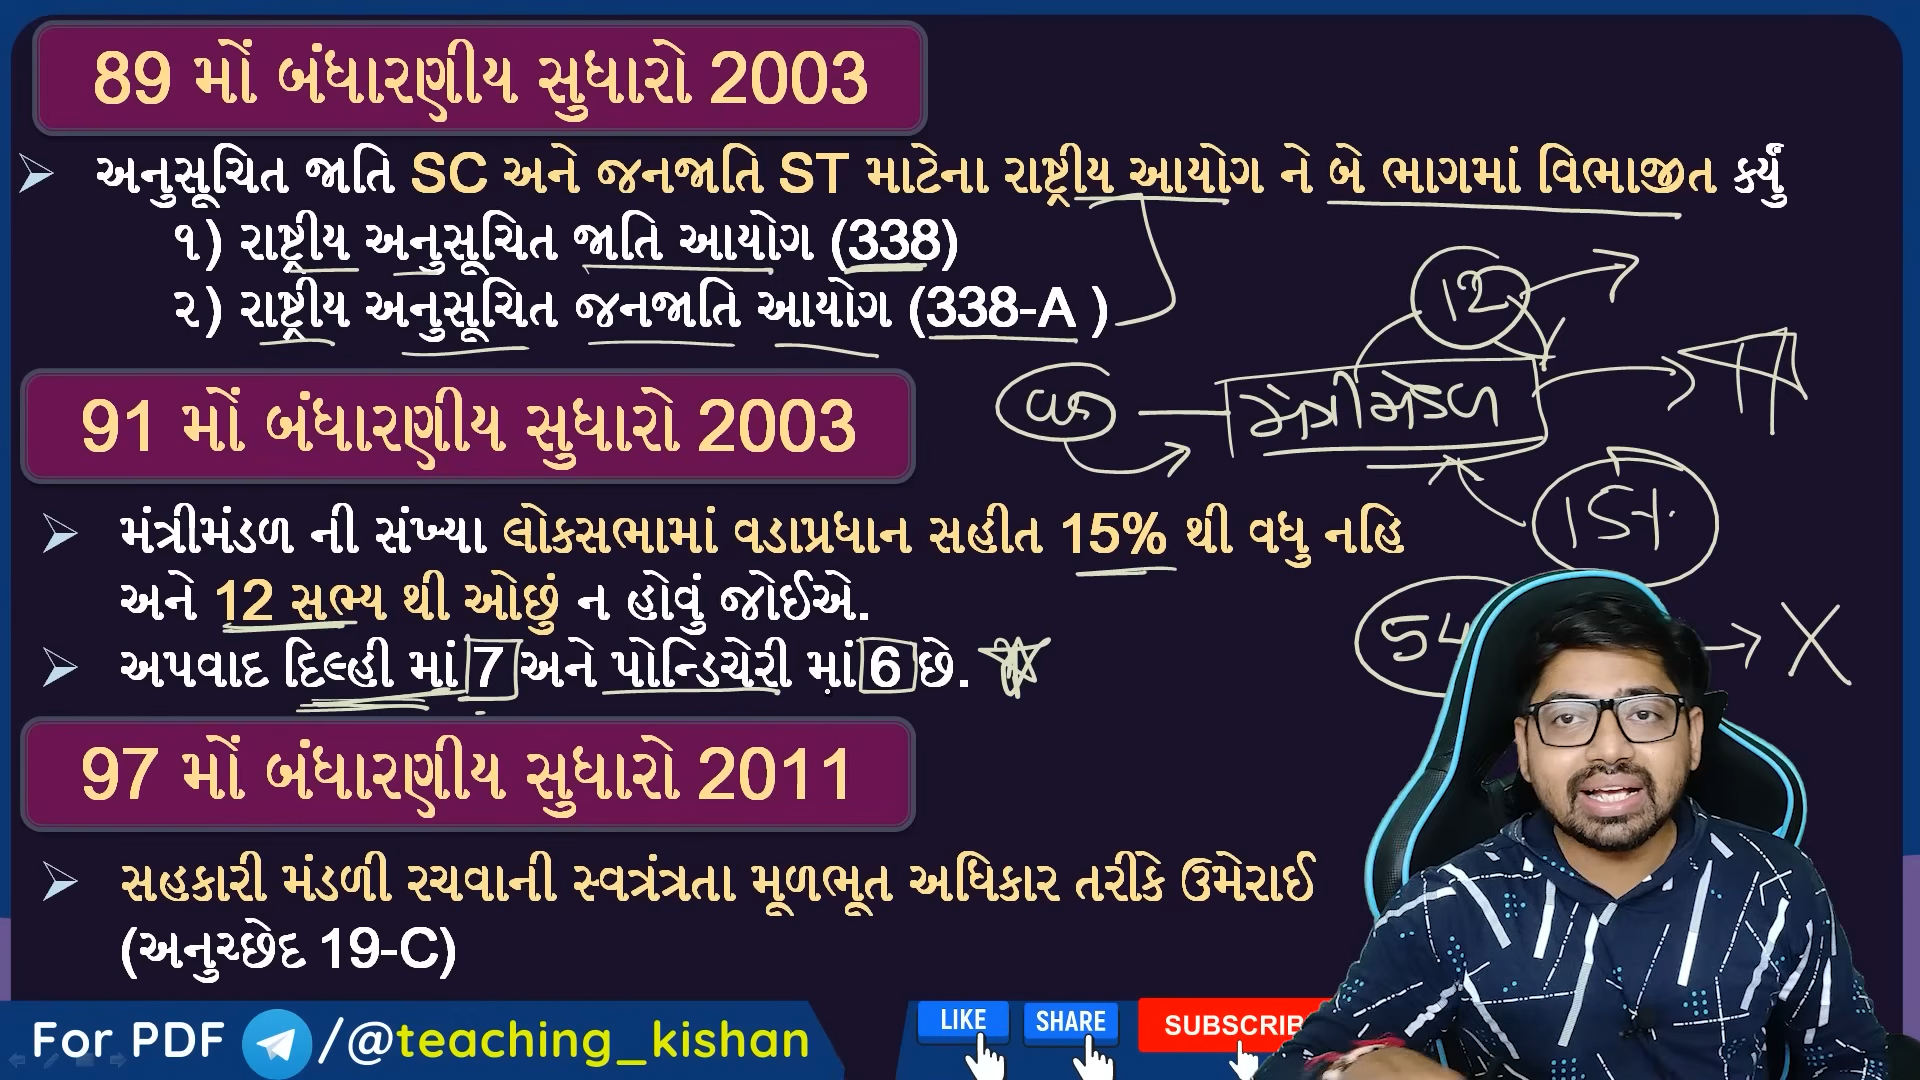 89 મોં બંધારણીય સુધારો 2003
અનુસૂચિત જાતિ SC અને જનજાતિ ST માટેના રાષ્ટ્રીય આયોગ ને બે ભાગમાં વિભાજીત કર્યું
૧) રાષ્ટ્રીય અનુસૂચિત જાતિ આયોગ (338)
૨) રાષ્ટ્રીય અનુસૂચિત જનજાતિ આયોગ (338-A )
12
મંત્રીમંડળ
91 મોં બંધારણીય સુધારો 2003
15%
મંત્રીમંડળ ની સંખ્યા લોકસભામાં વડાપ્રધાન સહીત 15% થી વધુ નહિ
અને 12 સભ્ય થી ઓછું ન હોવું જોઈએ.
54
અપવાદ દિલ્હી માં 7 અને પોન્ડિચેરી માં 6 છે.
97 મોં બંધારણીય સુધારો 2011
સહકારી મંડળી રચવાની સ્વત્રંત્રતા મૂળભૂત અધિકાર તરીકે ઉમેરાઈ
(અનુચ્છેદ 19-C)
For PDF /@teaching_kishan
LIKE
SHARE
SUBSCRIB